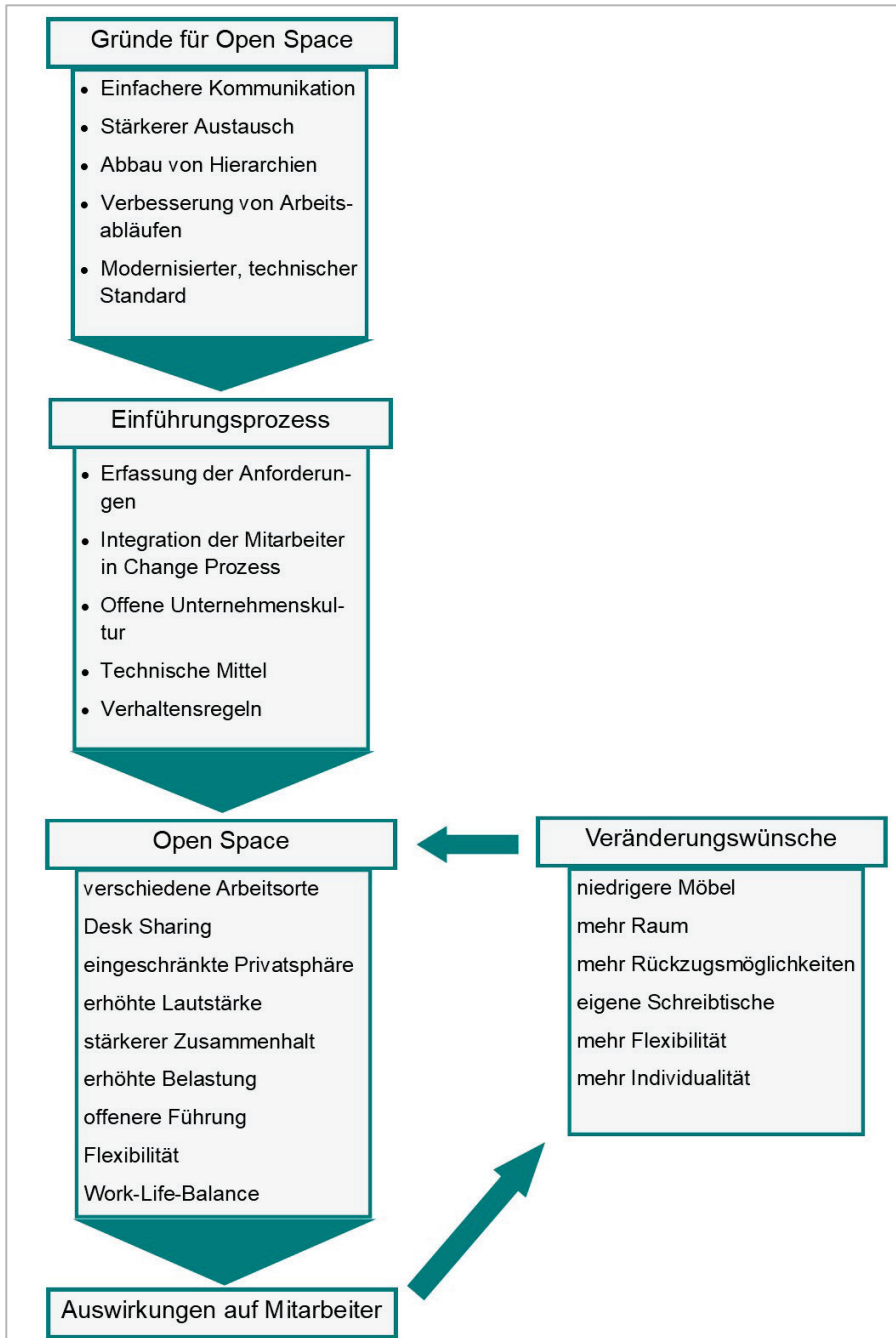 Gründe für Open Space
• Einfachere Kommunikation
• Stärkerer Austausch
• Abbau von Hierarchien
• Verbesserung von Arbeits-
abläufen
• Modernisierter, technischer
Standard
Einführungsprozess
• Erfassung der Anforderun-
gen
• Integration der Mitarbeiter
in Change Prozess
• Offene Unternehmenskul-
tur
• Technische Mittel
• Verhaltensregeln
Open Space
verschiedene Arbeitsorte
Desk Sharing
eingeschränkte Privatsphäre
erhöhte Lautstärke
stärkerer Zusammenhalt
erhöhte Belastung
offenere Führung
Flexibilität
Work-Life-Balance
Veränderungswünsche
niedrigere Möbel
mehr Raum
mehr Rückzugsmöglichkeiten
eigene Schreibtische
mehr Flexibilität
mehr Individualität
Auswirkungen auf Mitarbeiter